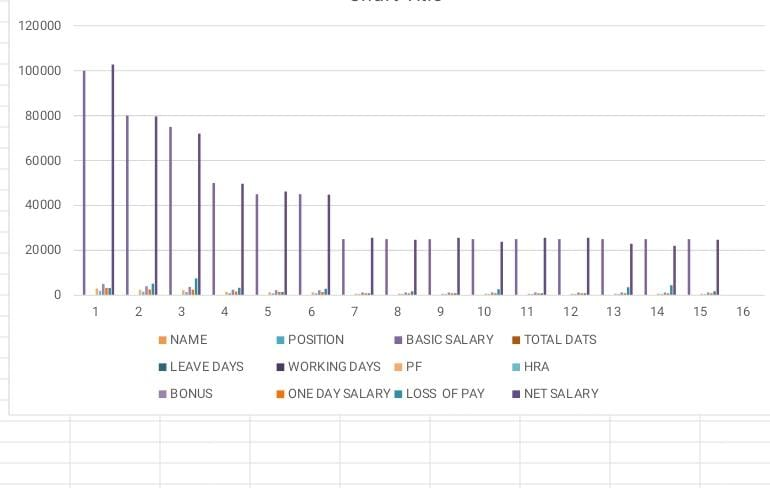 Chart Title
120000
100000
80000
60000
40000
20000
0
1 2 3 4 5 6 7 8 9 10 11 12 13 14 15 16
NAME POSITION BASIC SALARY TOTAL DATS
LEAVE DAYS WORKING DAYS PF HRA
BONUS ONE DAY SALARY LOSS OF PAY NET SALARY